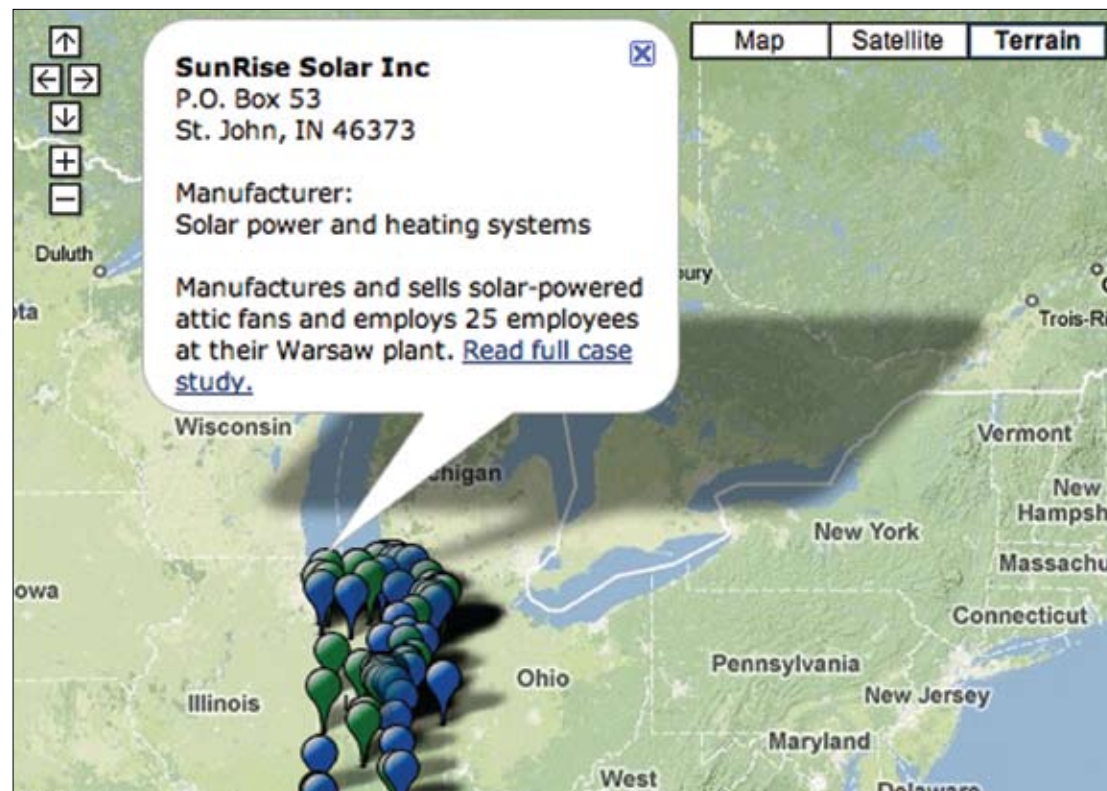 SunRise Solar Inc
P.O. Box 53
St. John, IN 46373
Manufacturer:
Solar power and heating systems
Manufactures and sells solar-powered
attic fans and employs 25 employees
at their Warsaw plant. Read full case
study.
Map
Satellite
Terrain
Duluth
Trois-Ri
Wisconsin
Vermont
New
Hampsh
New York
Massachu
Connecticut
Pennsylvania
Ohio
Illinois
New Jersey
Maryland
West
Delaware